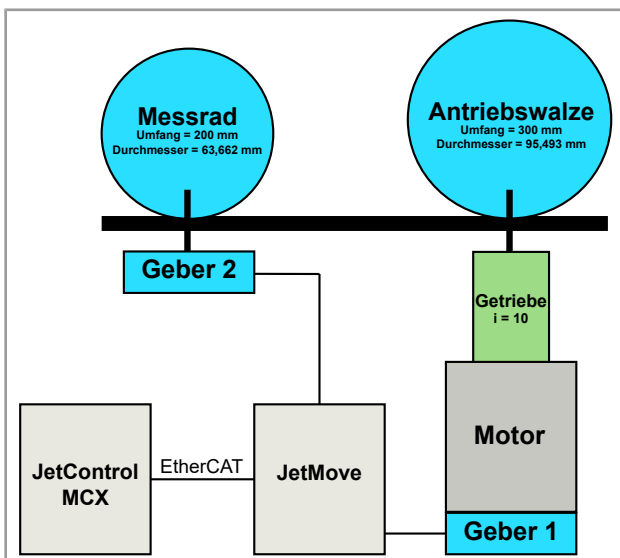 Messrad
Umfang = 200 mm
Durchmesser = 63,662 mm
Antriebswalze
Umfang = 300 mm
Durchmesser = 95,493 mm
Geber 2
Getriebe
i = 10
JetControl
MCX
EtherCAT
JetMove
Motor
Geber 1